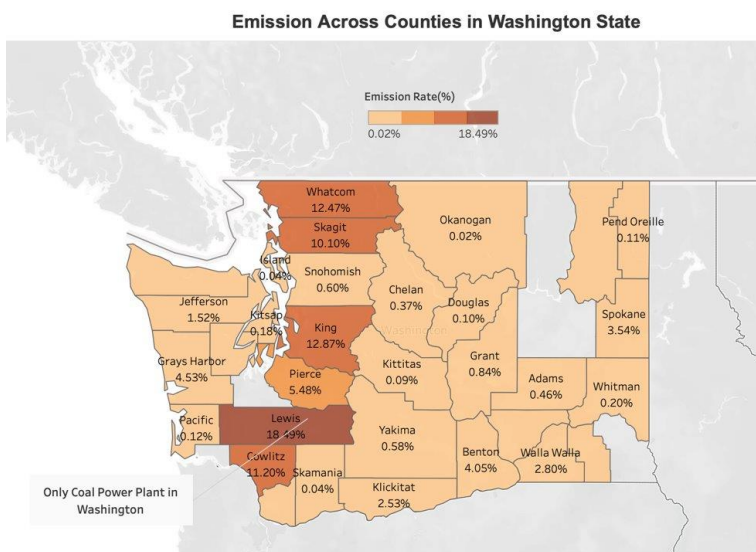 Emission Across Counties in Washington State
Emission Rate(%)
0.02% 18.49%
Whatcom
12.47%
Skagit
10.10%
Okanogan
0.02%
Pend Oreille
0.11%
Island
0.04%
Snohomish
0.60%
Chelan
0.37%
Jefferson
1.52%
Kitsap
0.18%
King
12.87%
Washington
Douglas
0.10%
Spokane
3.54%
Grays Harbor
4.53%
Pierce
5.48%
Kittitas
0.09%
Grant
0.84%
Adams
0.46%
Whitman
0.20%
Pacific
0.12%
Lewis
18.49%
Yakima
0.58%
Benton
4.05%
Walla Walla
2.80%
Cowlitz
11.20%
Skamania
0.04%
Klickitat
2.53%
Only Coal Power Plant in
Washington